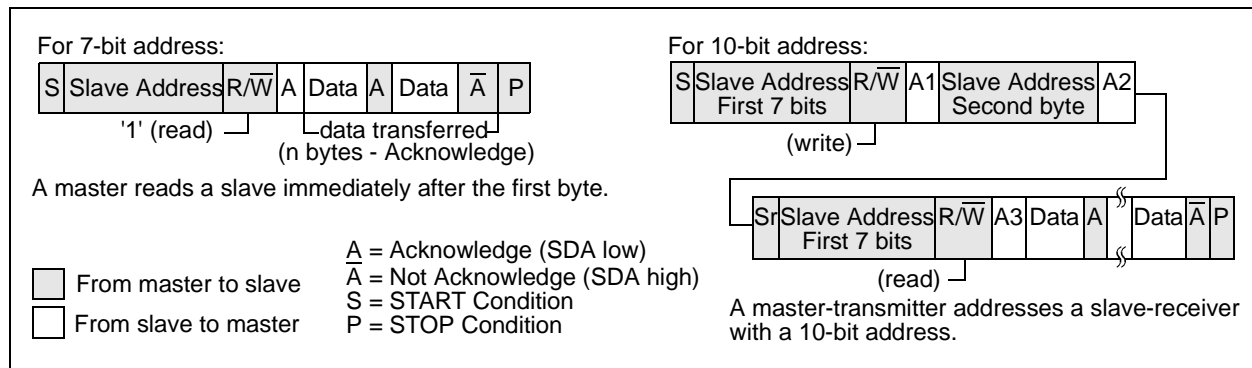 For 7-bit address:
S Slave Address R/W̅ A Data A Data A̅ P
'1' (read)
data transferred
(n bytes - Acknowledge)
A master reads a slave immediately after the first byte.
From master to slave
From slave to master
A = Acknowledge (SDA low)
A̅ = Not Acknowledge (SDA high)
S = START Condition
P = STOP Condition
For 10-bit address:
S Slave Address First 7 bits R/W̅ A1 Slave Address Second byte A2
(write)
Sr Slave Address First 7 bits R/W̅ A3 Data A Data A̅ P
(read)
A master-transmitter addresses a slave-receiver
with a 10-bit address.